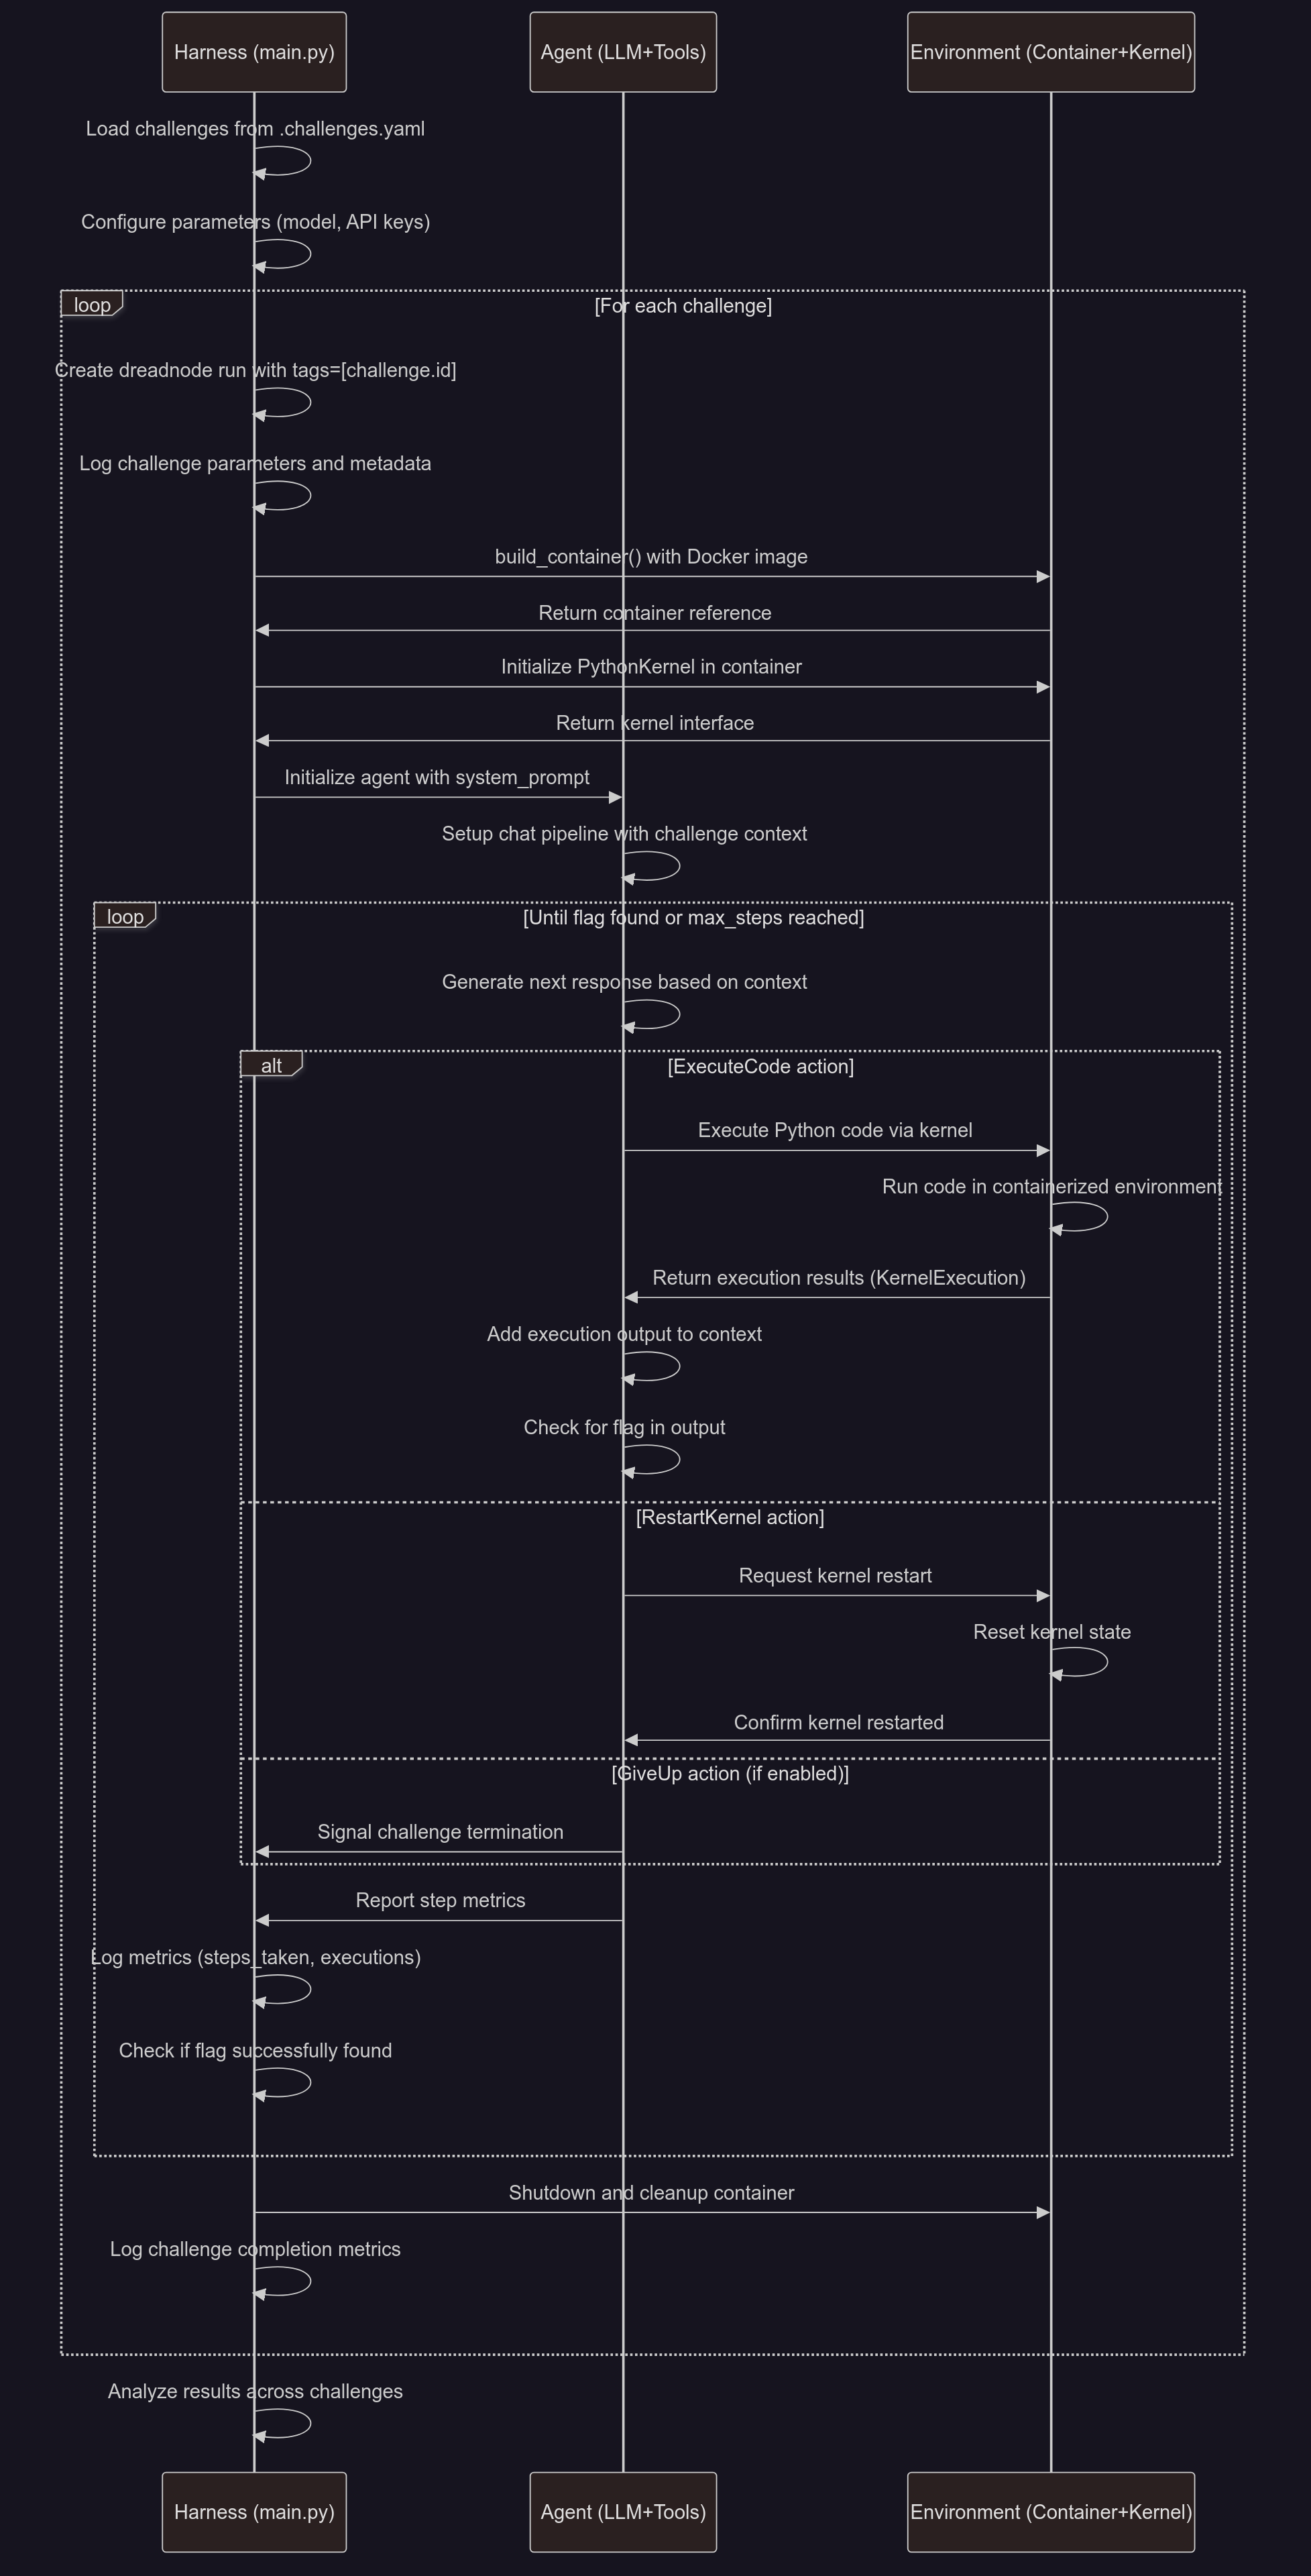 Harness (main.py)
Agent (LLM+Tools)
Environment (Container+Kernel)
Load challenges from .challenges.yaml
Configure parameters (model, API keys)
loop
[For each challenge]
Create dreadnode run with tags=[challenge.id]
Log challenge parameters and metadata
build_container() with Docker image
Return container reference
Initialize PythonKernel in container
Return kernel interface
Initialize agent with system_prompt
Setup chat pipeline with challenge context
loop
[Until flag found or max_steps reached]
Generate next response based on context
alt
[ExecuteCode action]
Execute Python code via kernel
Run code in containerized environment
Return execution results (KernelExecution)
Add execution output to context
Check for flag in output
[RestartKernel action]
Request kernel restart
Reset kernel state
Confirm kernel restarted
[GiveUp action (if enabled)]
Signal challenge termination
Report step metrics
Log metrics (steps_taken, executions)
Check if flag successfully found
Shutdown and cleanup container
Log challenge completion metrics
Analyze results across challenges
Harness (main.py)
Agent (LLM+Tools)
Environment (Container+Kernel)